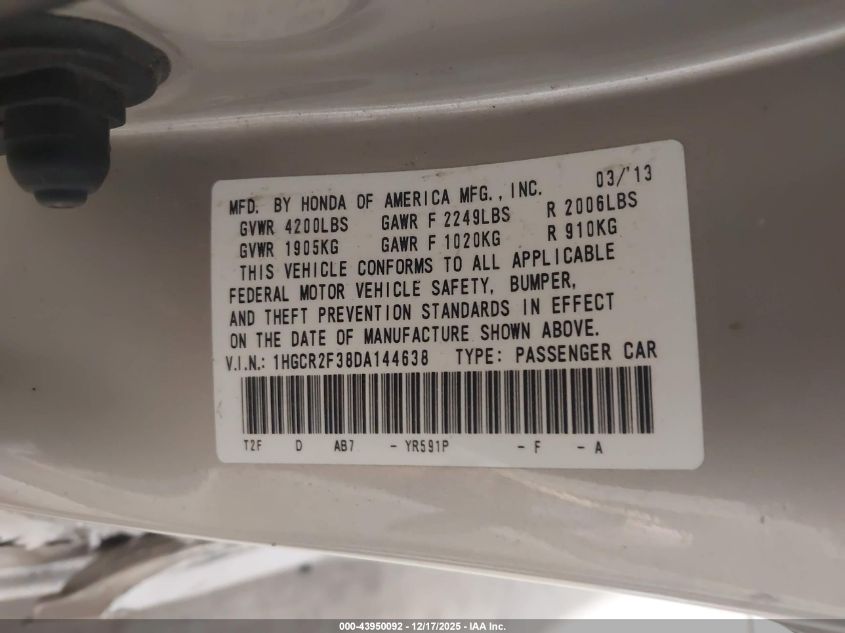 MFD. BY HONDA OF AMERICA MFG., INC. 03/'13
GVWR 4200LBS GAWR F 2249LBS R 2006LBS
GVWR 1905KG GAWR F 1020KG R 910KG
THIS VEHICLE CONFORMS TO ALL APPLICABLE
FEDERAL MOTOR VEHICLE SAFETY, BUMPER,
AND THEFT PREVENTION STANDARDS IN EFFECT
ON THE DATE OF MANUFACTURE SHOWN ABOVE.
V.I.N.: 1HGCR2F38DA144638 TYPE: PASSENGER CAR
T2F D AB7 - YR591P - F - A
000-43950092 - 12/17/2025 - IAA Inc.